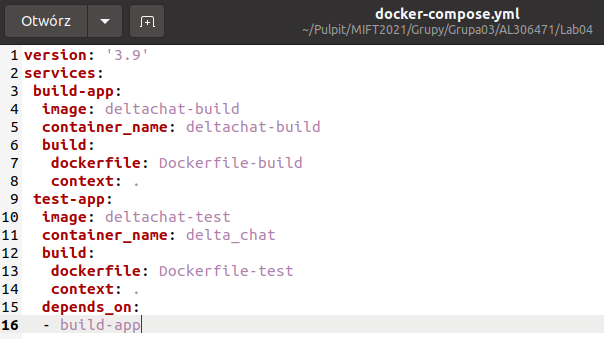 Otwórz
docker-compose.yml
~/Pulpit/MIFT2021/Grupy/Grupa03/AL306471/Lab04
1 version: '3.9'
2 services:
3  build-app:
4   image: deltachat-build
5   container_name: deltachat-build
6   build:
7    dockerfile: Dockerfile-build
8    context: .
9  test-app:
10   image: deltachat-test
11   container_name: delta_chat
12   build:
13    dockerfile: Dockerfile-test
14    context: .
15   depends_on:
16   - build-app